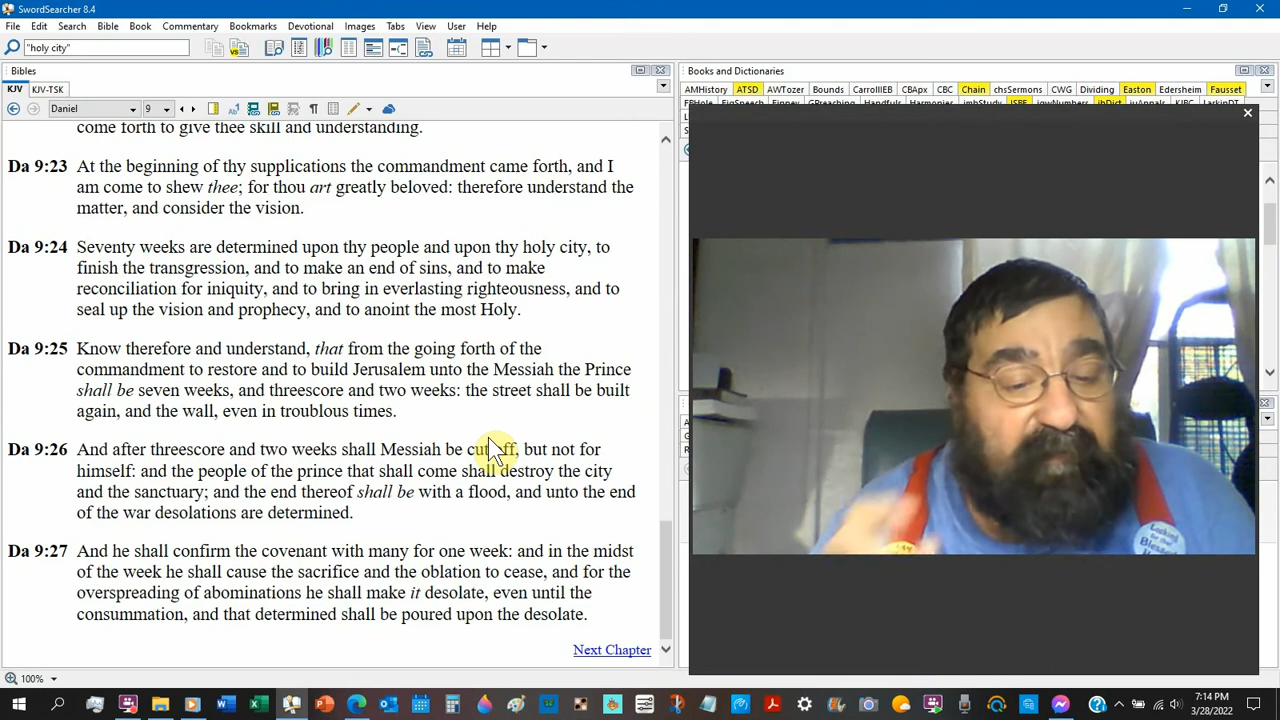 SwordSearcher 8.4
File Edit Search Bible Book Commentary Bookmarks Devotional Images Tabs View User Help
"holy city"
Bibles
KJV KJV-TSK
Daniel 9
come forth to give thee skill and understanding.
Da 9:23 At the beginning of thy supplications the commandment came forth, and I
am come to shew thee; for thou art greatly beloved: therefore understand the
matter, and consider the vision.
Da 9:24 Seventy weeks are determined upon thy people and upon thy holy city, to
finish the transgression, and to make an end of sins, and to make
reconciliation for iniquity, and to bring in everlasting righteousness, and to
seal up the vision and prophecy, and to anoint the most Holy.
Da 9:25 Know therefore and understand, that from the going forth of the
commandment to restore and to build Jerusalem unto the Messiah the Prince
shall be seven weeks, and threescore and two weeks: the street shall be built
again, and the wall, even in troublous times.
Da 9:26 And after threescore and two weeks shall Messiah be cut off, but not for
himself: and the people of the prince that shall come shall destroy the city
and the sanctuary; and the end thereof shall be with a flood, and unto the end
of the war desolations are determined.
Da 9:27 And he shall confirm the covenant with many for one week: and in the midst
of the week he shall cause the sacrifice and the oblation to cease, and for the
overspreading of abominations he shall make it desolate, even until the
consummation, and that determined shall be poured upon the desolate.
Next Chapter
100%
Books and Dictionaries
AMHistory ATSD AWTozer Bounds CarrollIEB CBApx CBC Chain chsSermons CWG Dividing Easton Edersheim Fausset
Looking
for the
Blessed
7:14 PM
3/28/2022